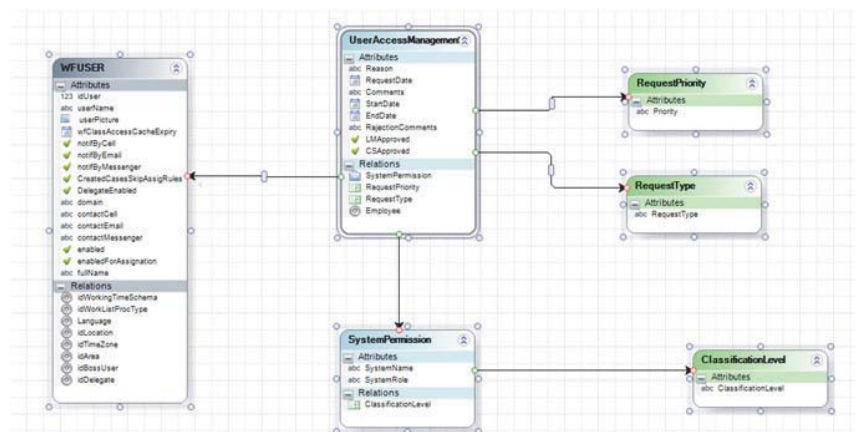 WFUSER
Attributes
123 idUser
abc userName
userPicture
wfClassAccessCacheExpiry
notifByCell
notifByEmail
notifByMessenger
CreatedCasesSkipAssigRules
DelegateEnabled
abc domain
abc contactCell
abc contactEmail
abc contactMessenger
enabled
enabledForAssignation
abc fullName
Relations
idWorkingTimeSchema
idWorkListProcType
Language
idLocation
idTimeZone
idArea
idBossUser
idDelegate
UserAccessManagement
Attributes
abc Reason
RequestDate
abc Comments
StartDate
EndDate
abc RejectionComments
LMApproved
CSApproved
Relations
SystemPermission
RequestPriority
RequestType
Employee
RequestPriority
Attributes
abc Priority
RequestType
Attributes
abc RequestType
SystemPermission
Attributes
abc SystemName
abc SystemRole
Relations
ClassificationLevel
ClassificationLevel
Attributes
abc ClassificationLevel